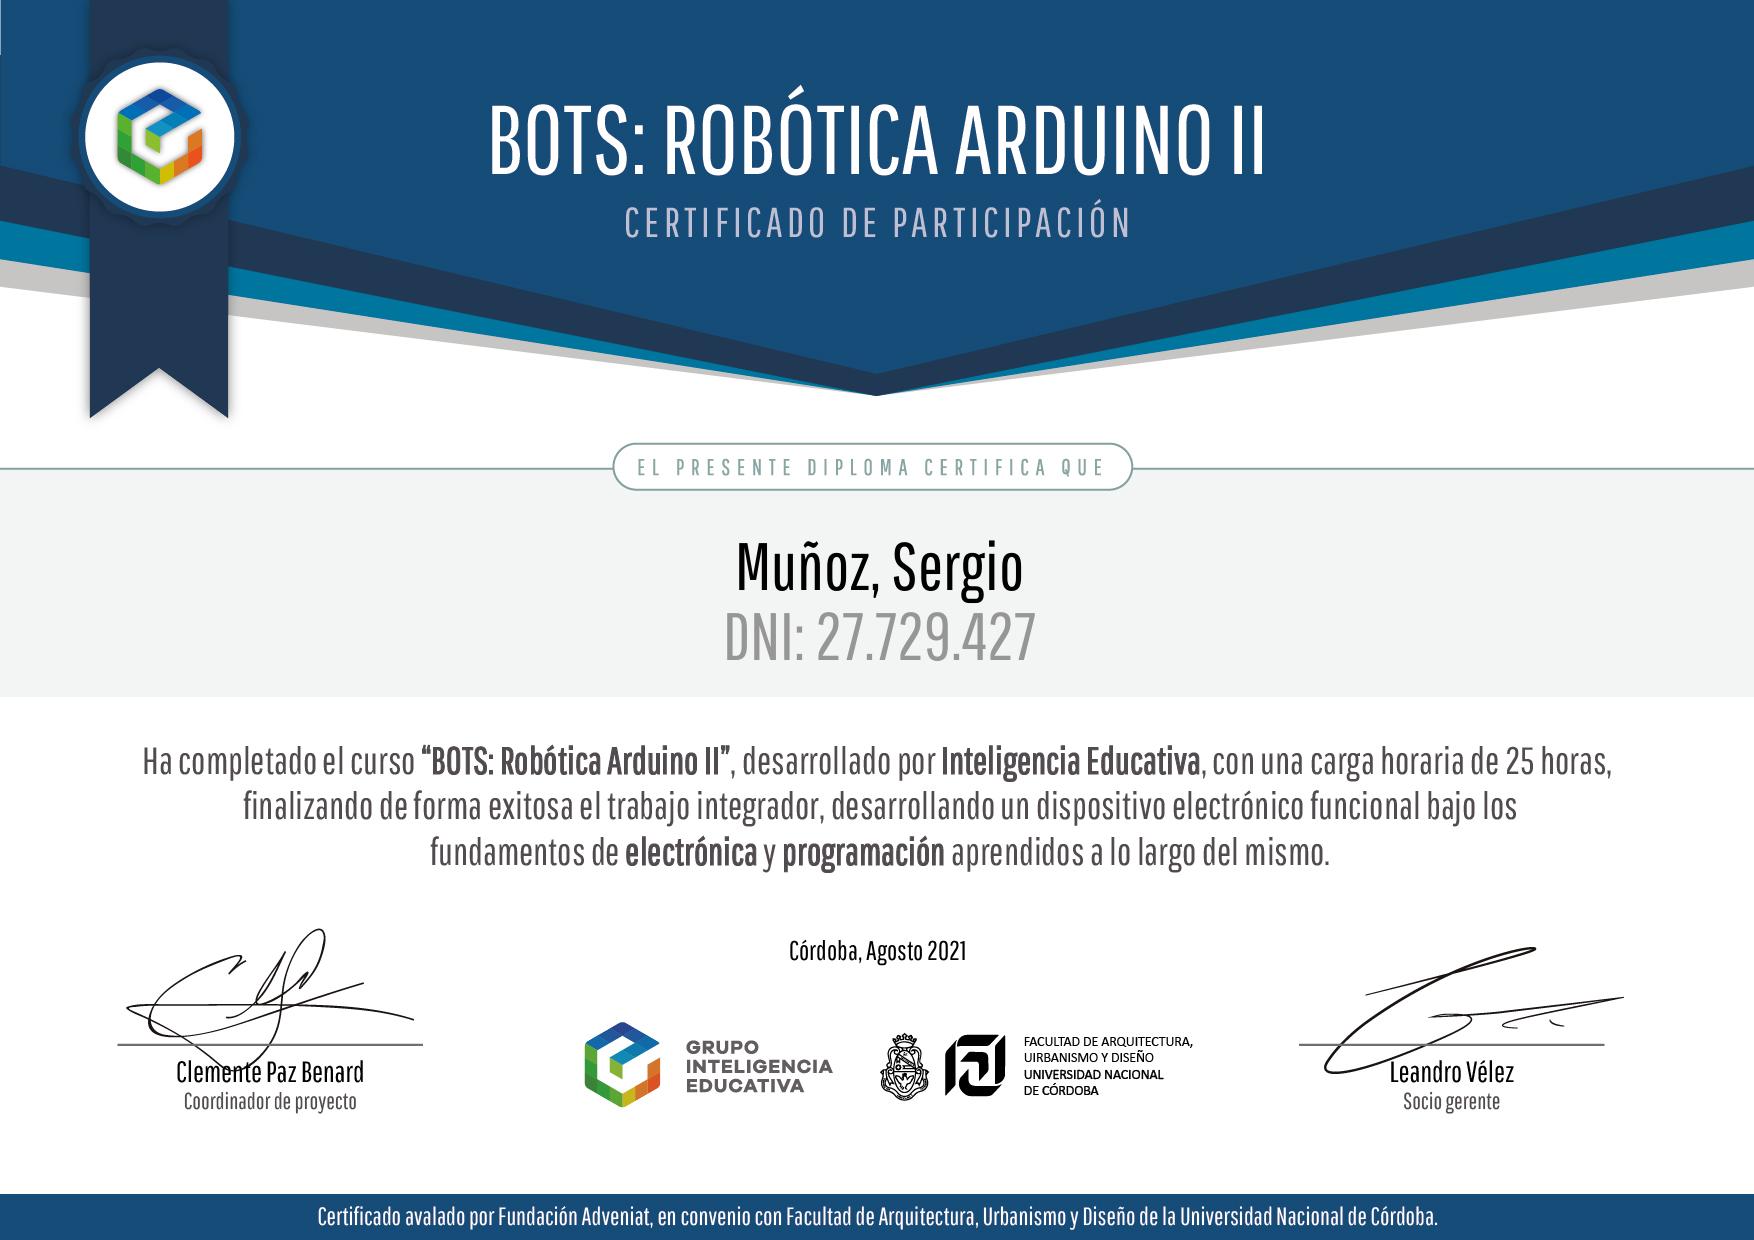 BOTS: ROBÓTICA ARDUINO II
CERTIFICADO DE PARTICIPACIÓN
EL PRESENTE DIPLOMA CERTIFICA QUE
Muñoz, Sergio
DNI: 27.729.427
Ha completado el curso “BOTS: Robótica Arduino II”, desarrollado por Inteligencia Educativa, con una carga horaria de 25 horas,
finalizando de forma exitosa el trabajo integrador, desarrollando un dispositivo electrónico funcional bajo los
fundamentos de electrónica y programación aprendidos a lo largo del mismo.
Córdoba, Agosto 2021
Clemente Paz Benard
Coordinador de proyecto
GRUPO
INTELIGENCIA
EDUCATIVA
FACULTAD DE ARQUITECTURA,
URBANISMO Y DISEÑO
UNIVERSIDAD NACIONAL
DE CÓRDOBA
Leandro Vélez
Socio gerente
Certificado avalado por Fundación Adveniat, en convenio con Facultad de Arquitectura, Urbanismo y Diseño de la Universidad Nacional de Córdoba.